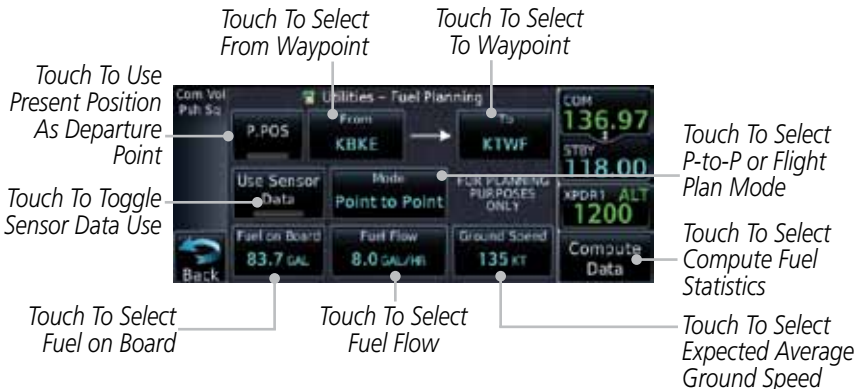 Touch To Select
From Waypoint
Touch To Select
To Waypoint
Touch To Use
Present Position
As Departure
Point
Touch To Toggle
Sensor Data Use
Com Vol
Psh Sq
Utilities – Fuel Planning
P.POS
From
KBKE
To
KTWF
Use Sensor
Data
Mode
Point to Point
FOR PLANNING
PURPOSES
ONLY
Fuel on Board
83.7 GAL
Fuel Flow
8.0 GAL/HR
Ground Speed
135 KT
Back
COM
136.97
STBY
118.00
XPDR1 ALT
1200
Compute
Data
Touch To Select
P-to-P or Flight
Plan Mode
Touch To Select
Compute Fuel
Statistics
Touch To Select
Fuel on Board
Touch To Select
Fuel Flow
Touch To Select
Expected Average
Ground Speed